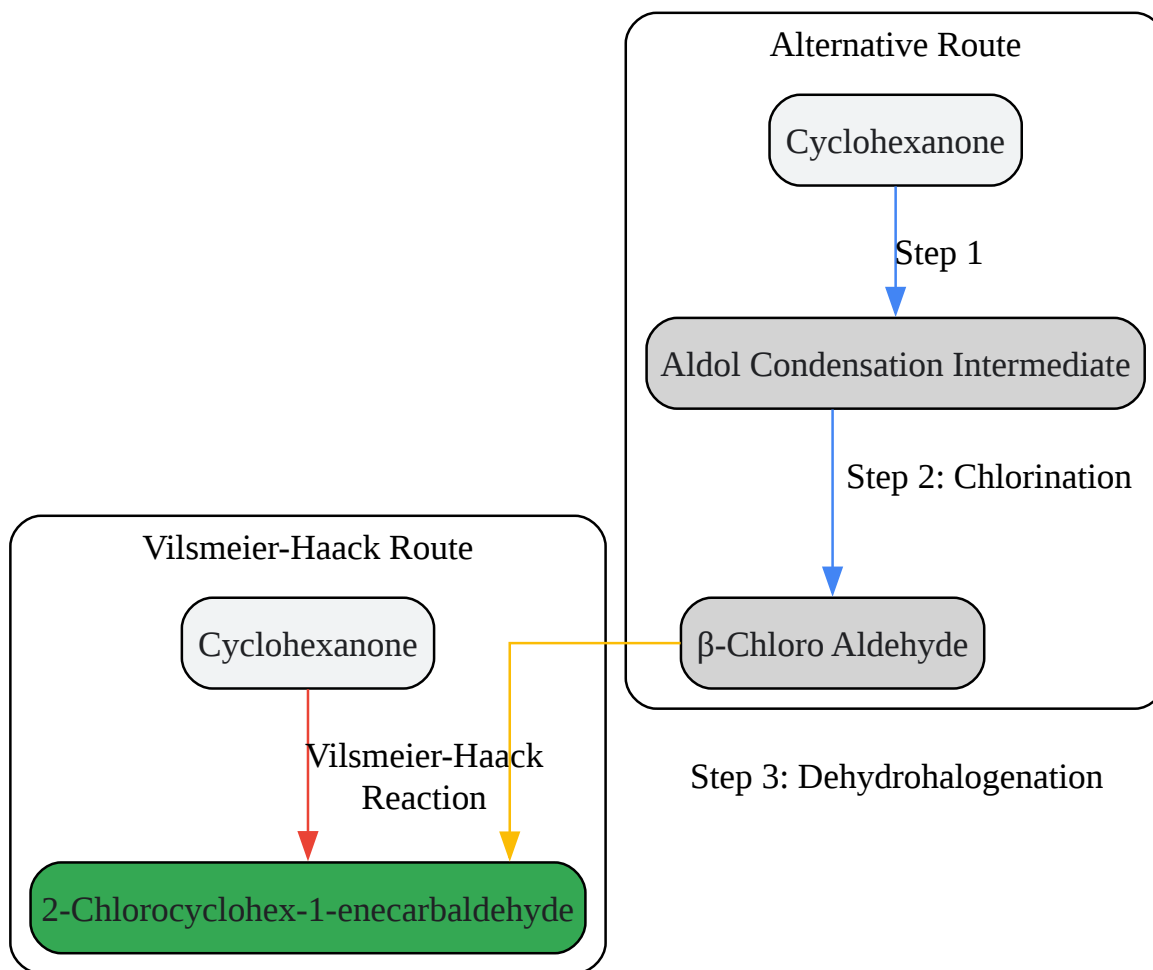 Alternative Route
Cyclohexanone
Step 1
Aldol Condensation Intermediate
Step 2: Chlorination
β-Chloro Aldehyde
Step 3: Dehydrohalogenation
Vilsmeier-Haack Route
Cyclohexanone
Vilsmeier-Haack
Reaction
2-Chlorocyclohex-1-enecarbaldehyde